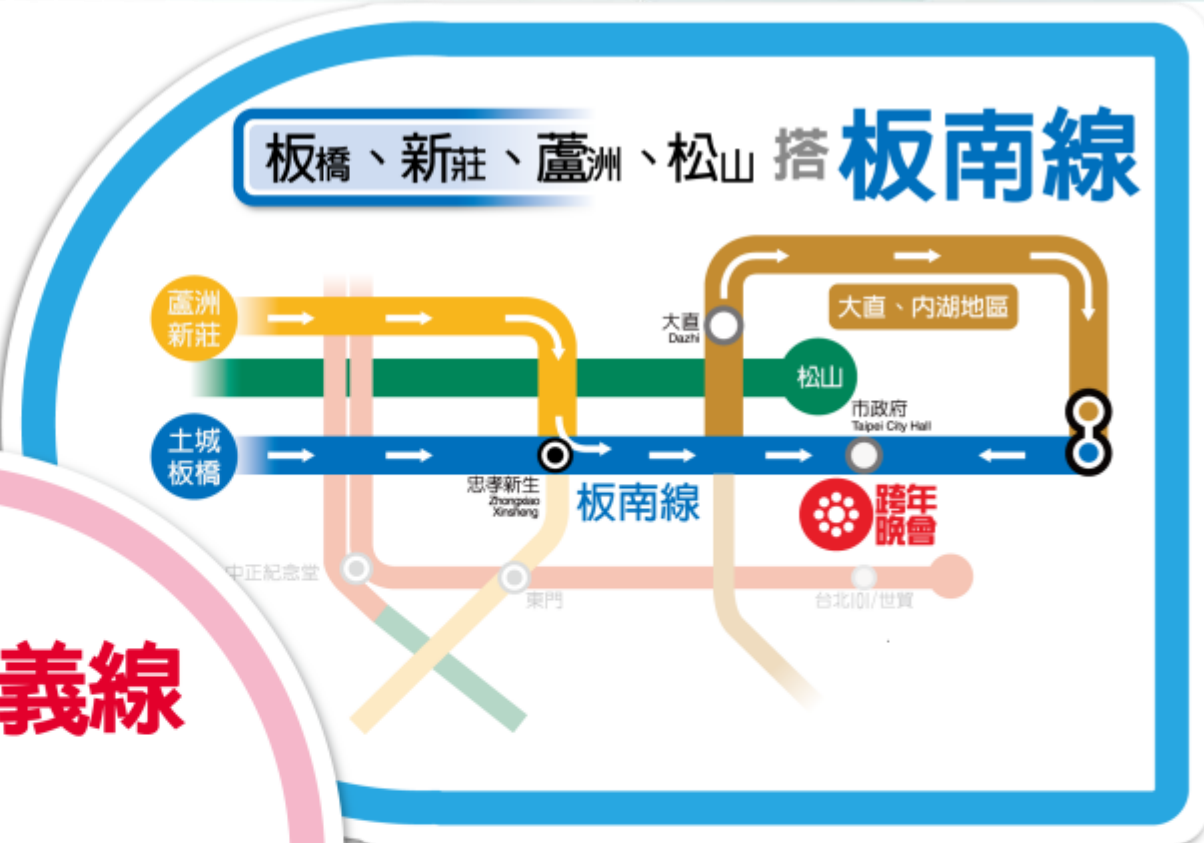 板橋、新莊、蘆洲、松山 搭 板南線
蘆洲
新莊
大直
Dazhi
大直、內湖地區
松山
市政府
Taipei City Hall
土城
板橋
忠孝新生
Zhongxiao
Xinsheng
板南線
跨年
晚會
中正紀念堂
東門
台北101/世貿
義線